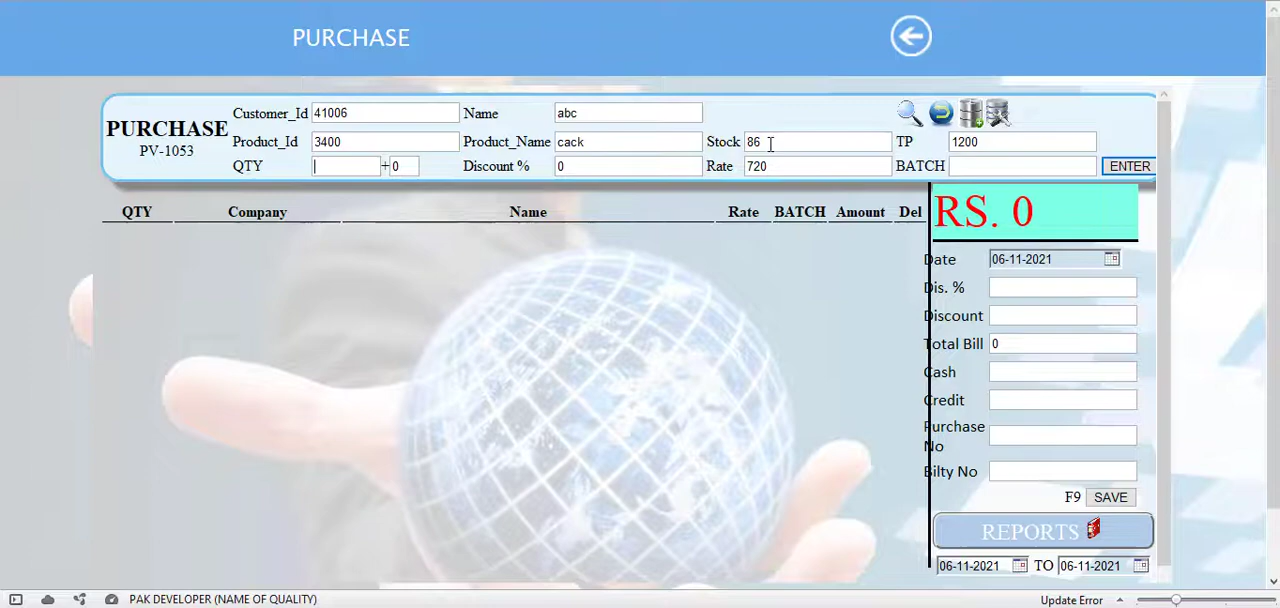 PURCHASE
PURCHASE
PV-1053
Customer_Id 41006 Name abc
Product_Id 3400 Product_Name cack Stock 86 TP 1200
QTY +0 Discount % 0 Rate 720 BATCH ENTER
QTY Company Name Rate BATCH Amount Del
RS. 0
Date 06-11-2021
Dis. %
Discount
Total Bill 0
Cash
Credit
Purchase No
Bilty No
F9 SAVE
REPORTS
06-11-2021 TO 06-11-2021
PAK DEVELOPER (NAME OF QUALITY) Update Error